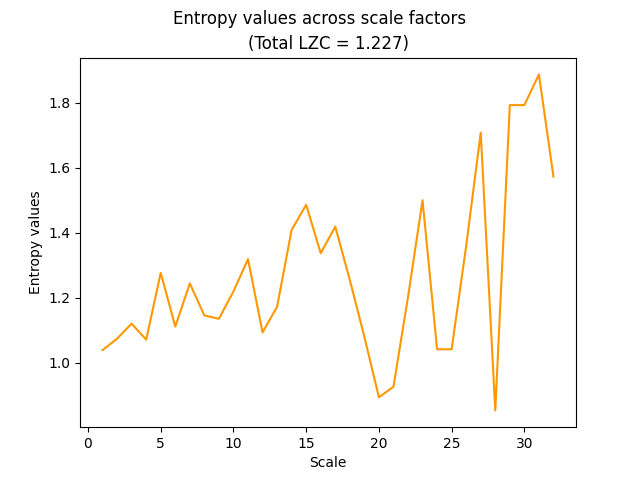 Entropy values across scale factors
(Total LZC = 1.227)
1.8
1.6
1.4
1.2
1.0
Entropy values
0 5 10 15 20 25 30
Scale